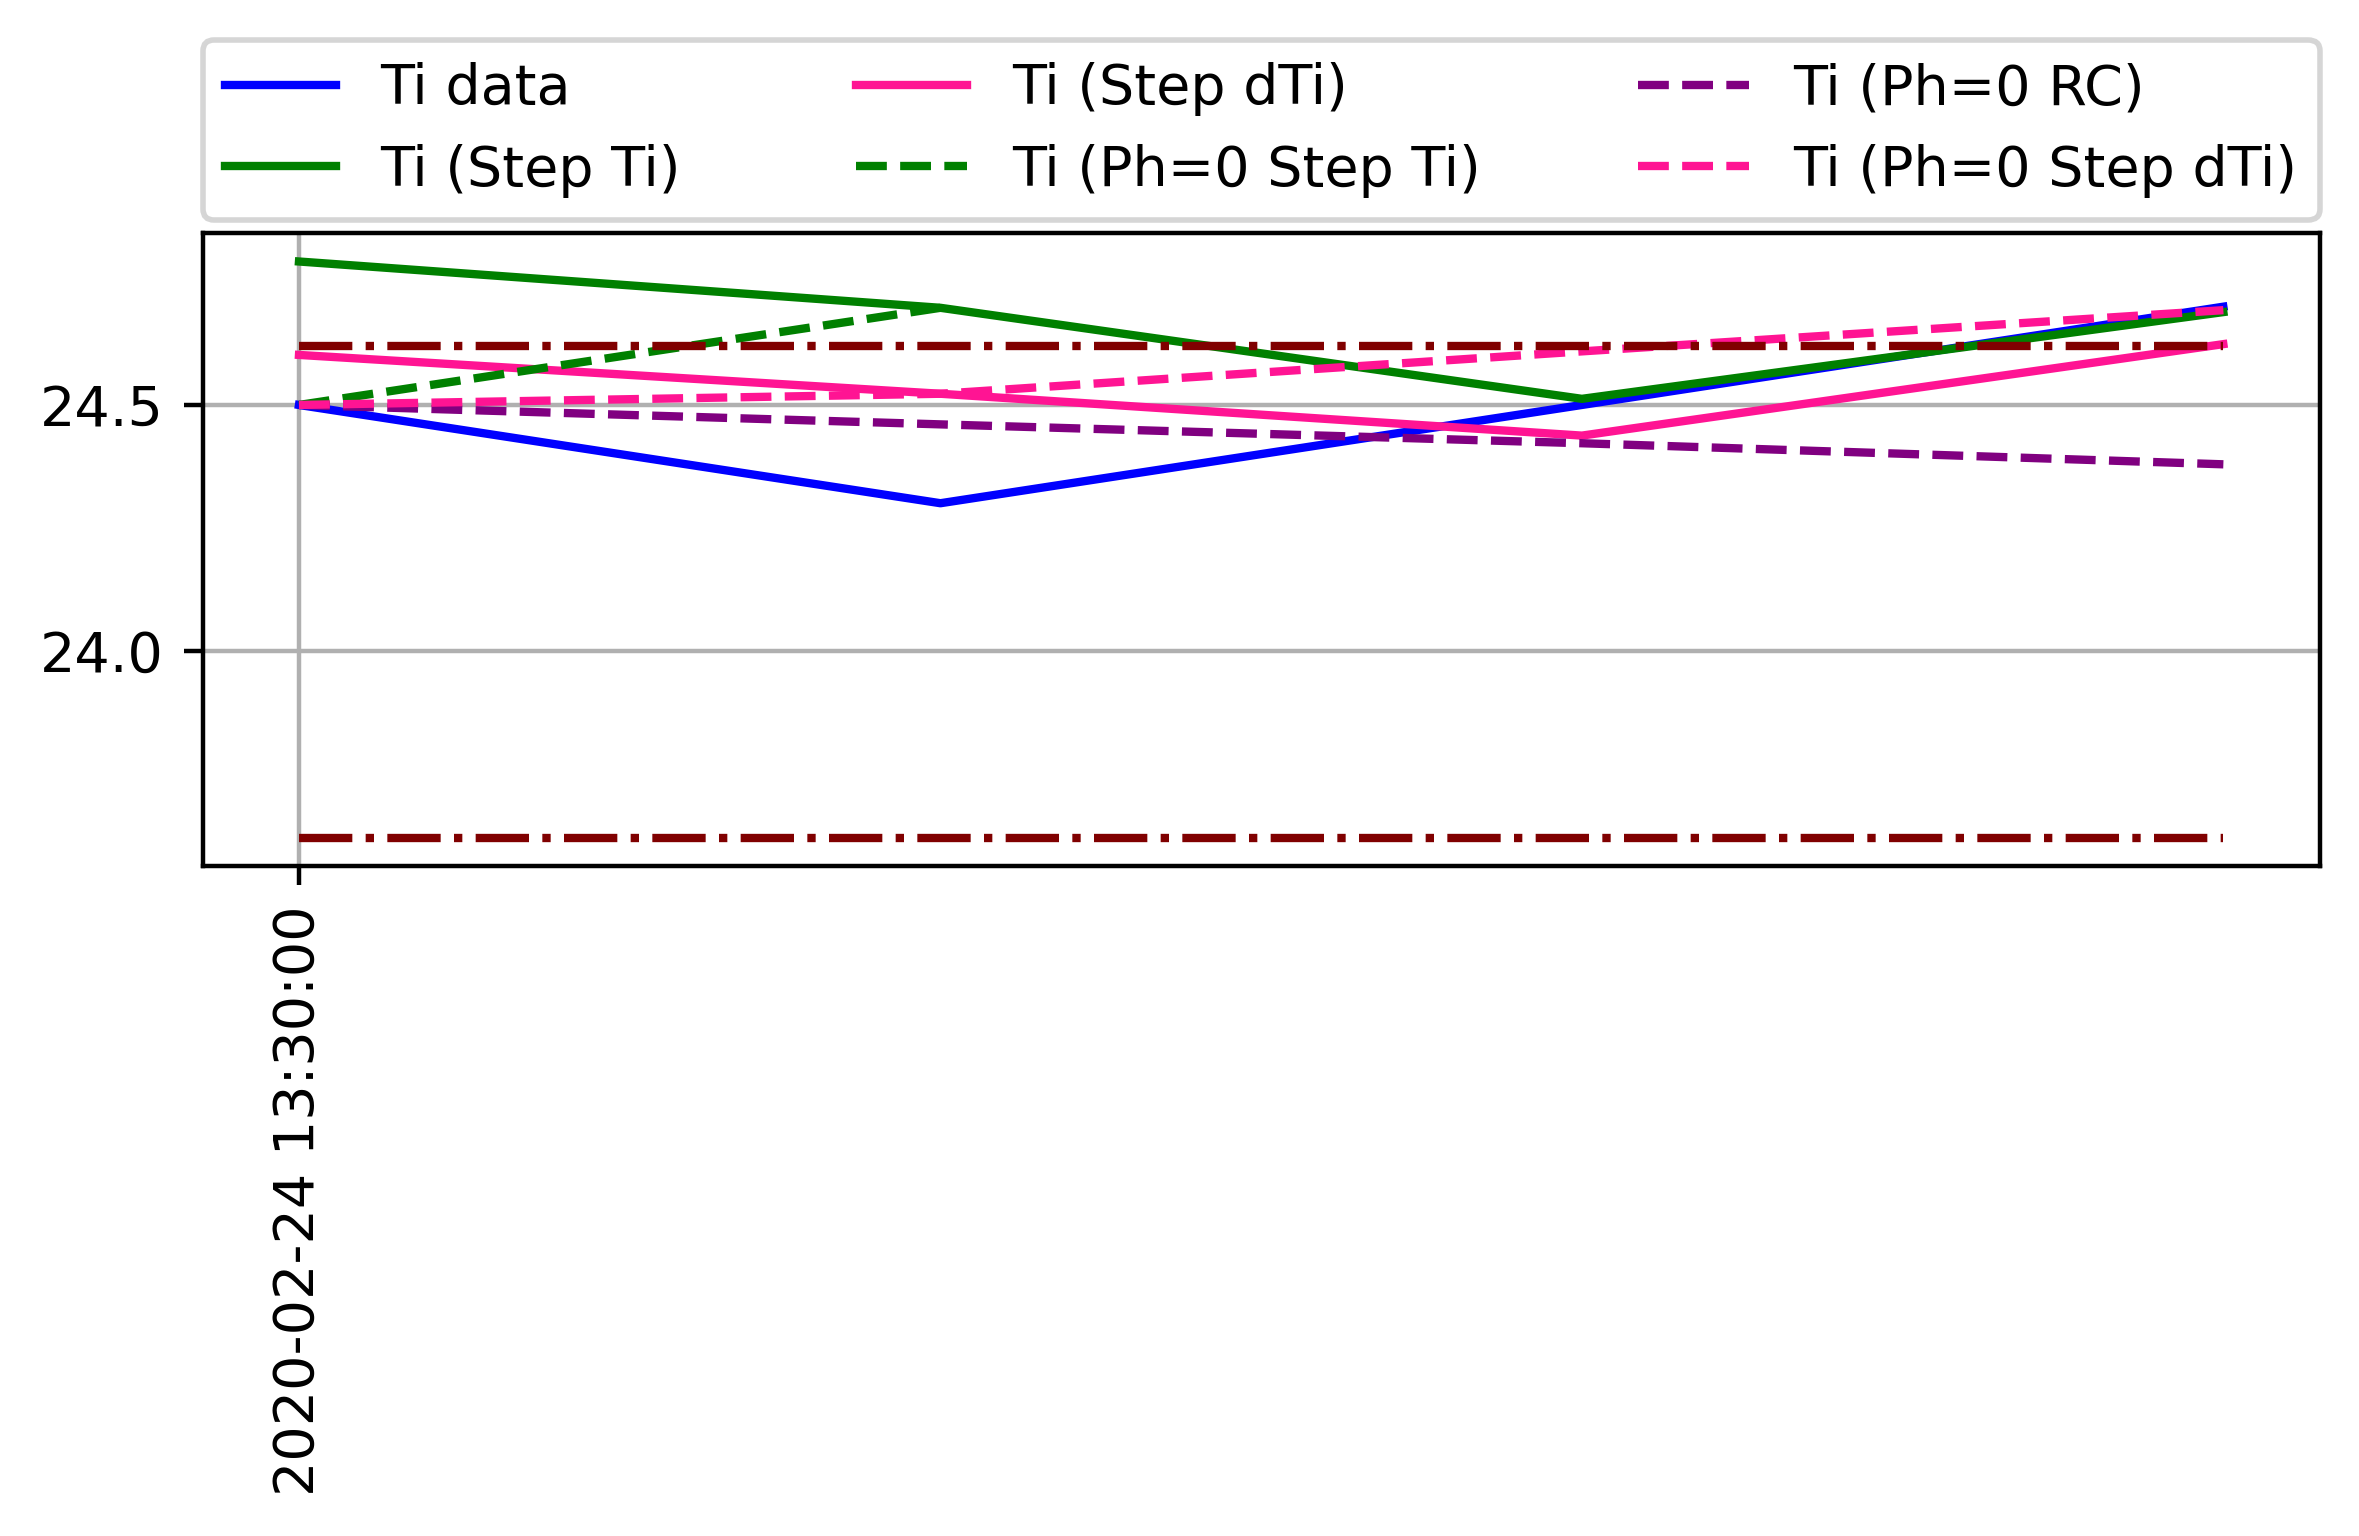 Ti data
Ti (Step Ti)
Ti (Step dTi)
Ti (Ph=0 Step Ti)
Ti (Ph=0 RC)
Ti (Ph=0 Step dTi)
24.5
24.0
2020-02-24 13:30:00